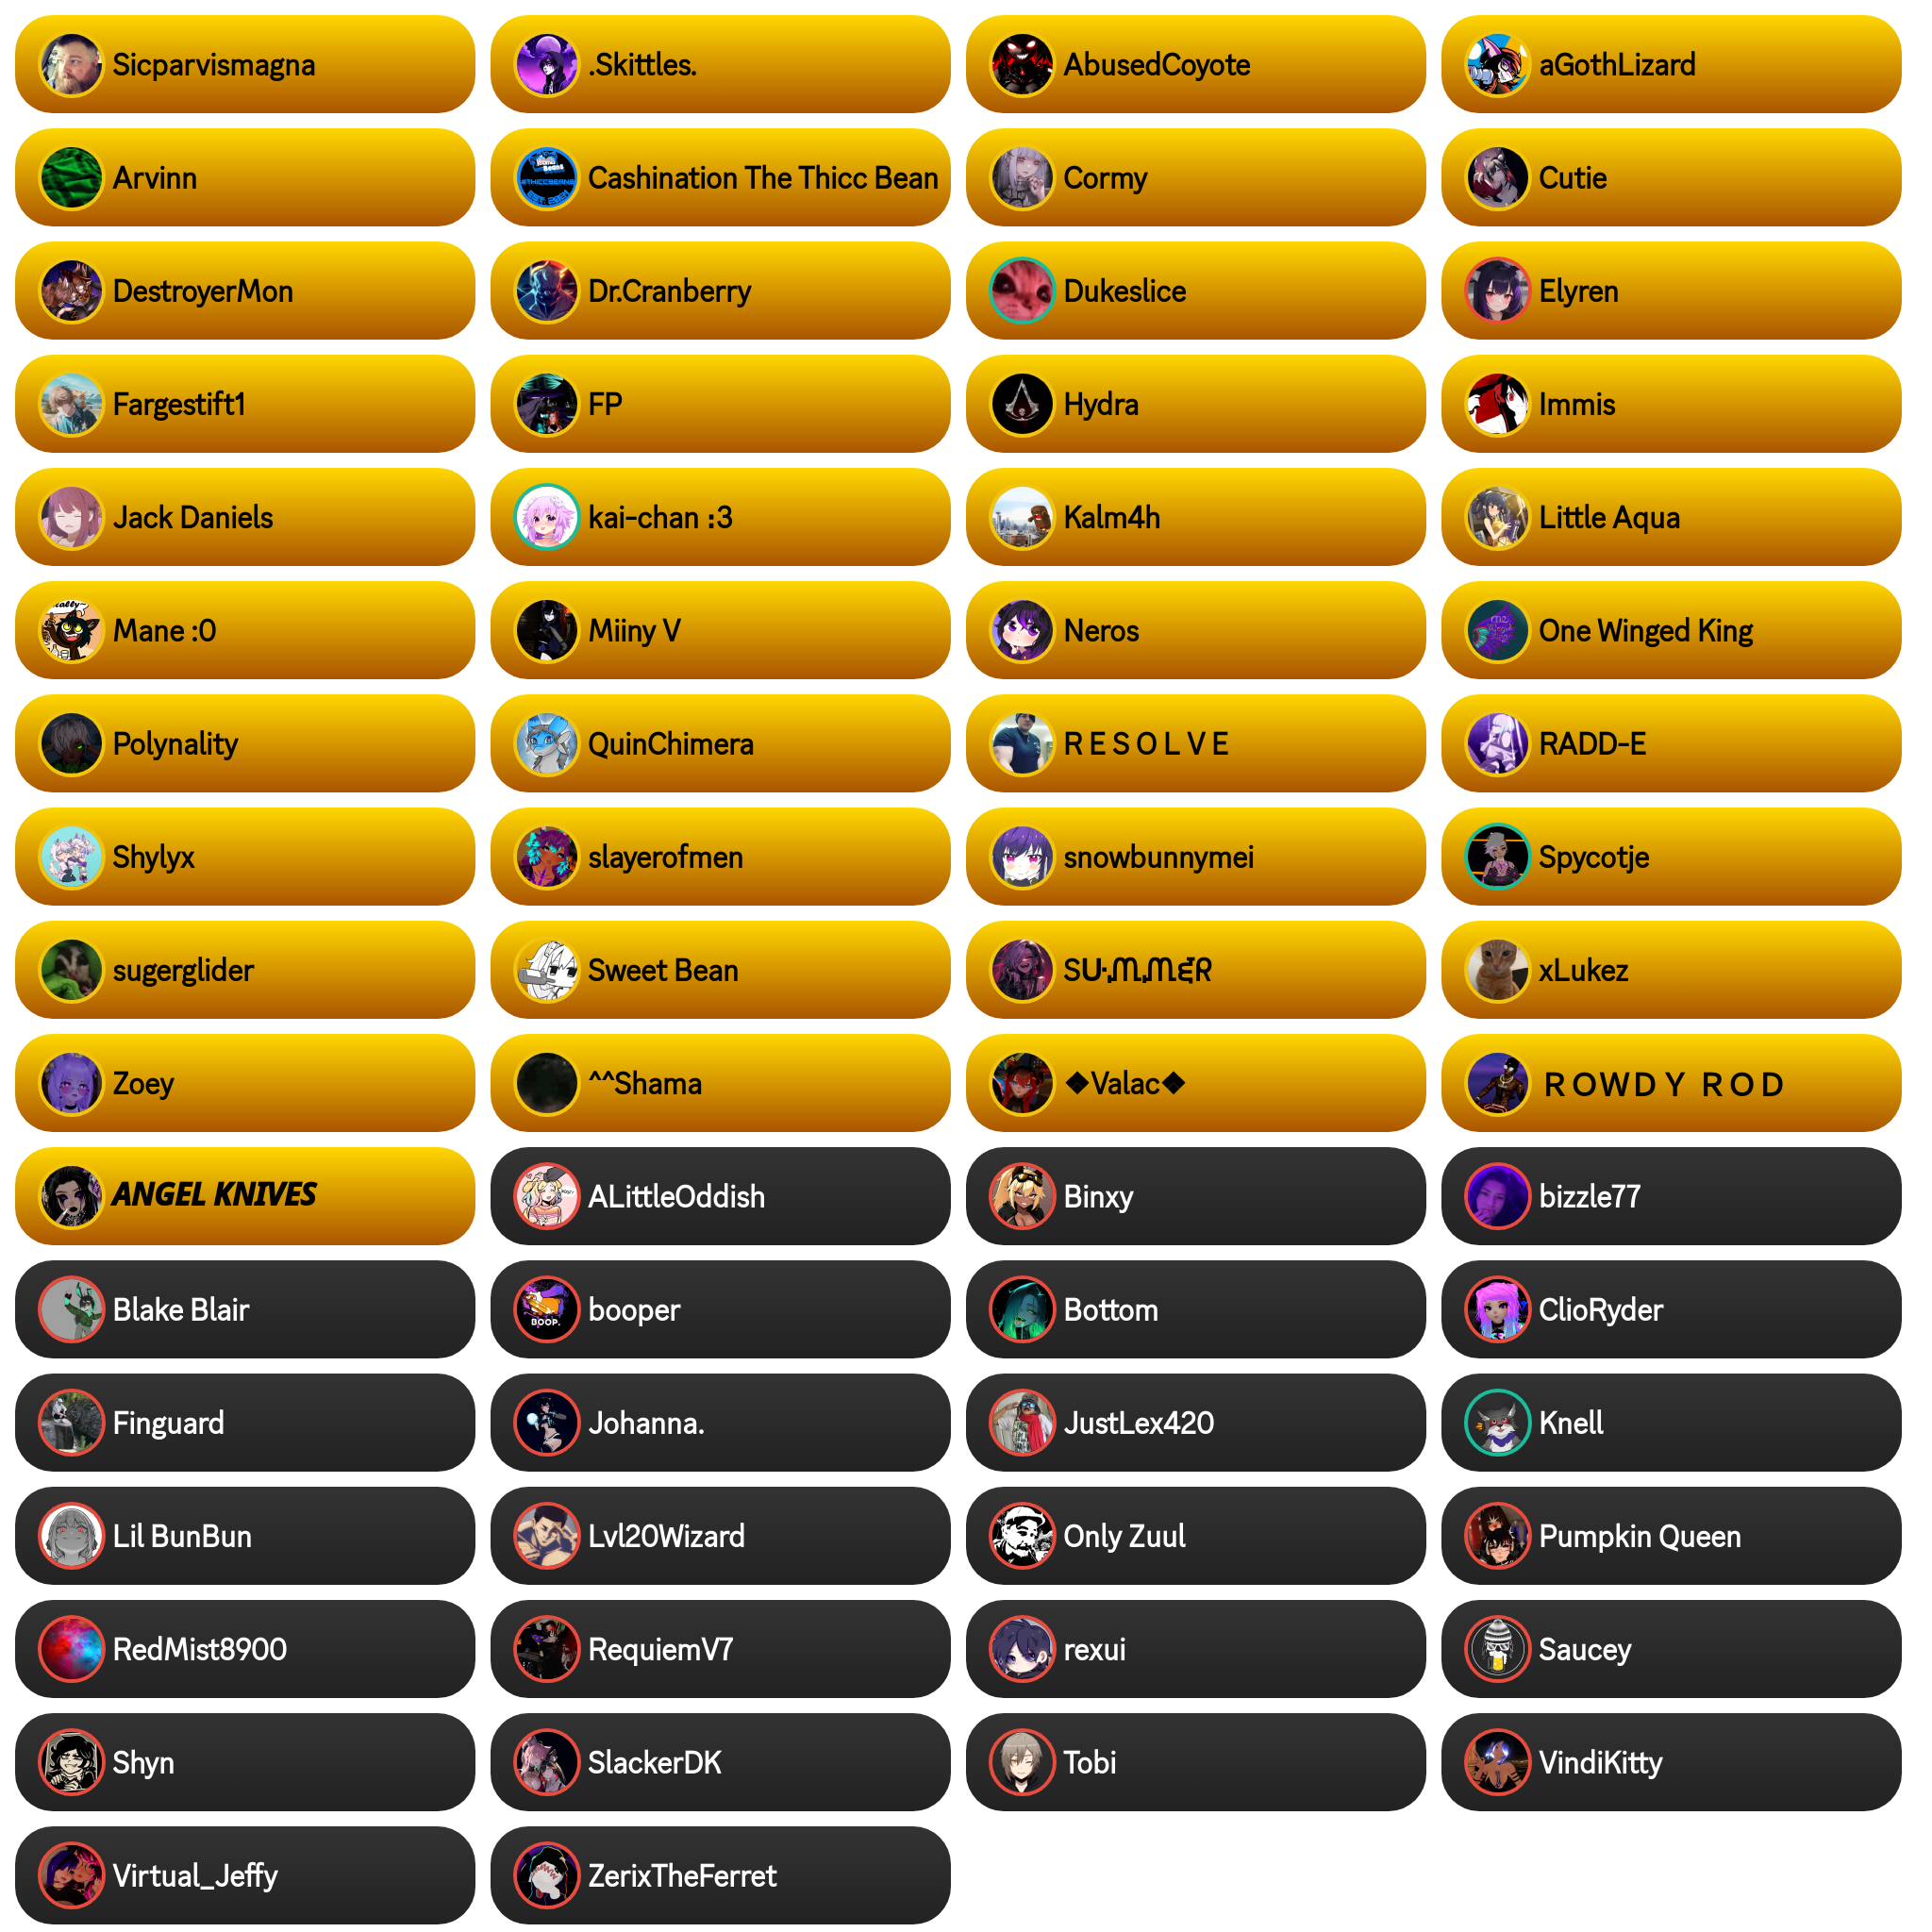 Sicparvismagna
.Skittles.
AbusedCoyote
aGothLizard
Arvinn
Cashination The Thicc Bean
Cormy
Cutie
DestroyerMon
Dr.Cranberry
Dukeslice
Elyren
Fargestift1
FP
Hydra
Immis
Jack Daniels
kai-chan :3
Kalm4h
Little Aqua
Mane :0
Miiny V
Neros
One Winged King
Polynality
QuinChimera
R E S O L V E
RADD-E
Shylyx
slayerofmen
snowbunnymei
Spycotje
sugerglider
Sweet Bean
xLukez
Zoey
^^Shama
❖Valac❖
R O W D Y  R O D
ANGEL KNIVES
ALittleOddish
Binxy
bizzle77
Blake Blair
booper
BOOP.
Bottom
ClioRyder
Finguard
Johanna.
JustLex420
Knell
Lil BunBun
Lvl20Wizard
Only Zuul
Pumpkin Queen
RedMist8900
RequiemV7
rexui
Saucey
Shyn
SlackerDK
Tobi
VindiKitty
Virtual_Jeffy
ZerixTheFerret